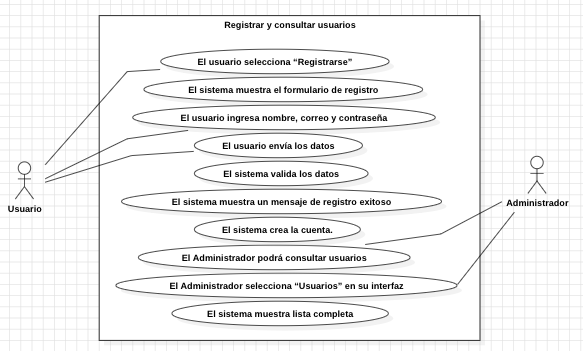 Registrar y consultar usuarios
El usuario selecciona “Registrarse”
El sistema muestra el formulario de registro
El usuario ingresa nombre, correo y contraseña
El usuario envía los datos
El sistema valida los datos
El sistema muestra un mensaje de registro exitoso
El sistema crea la cuenta.
El Administrador podrá consultar usuarios
El Administrador selecciona “Usuarios” en su interfaz
El sistema muestra lista completa
Usuario
Administrador